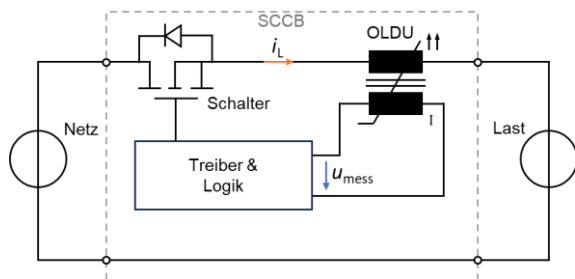 SCCB
OLDU
iL
Schalter
Netz
I
Last
Treiber &
Logik
umess